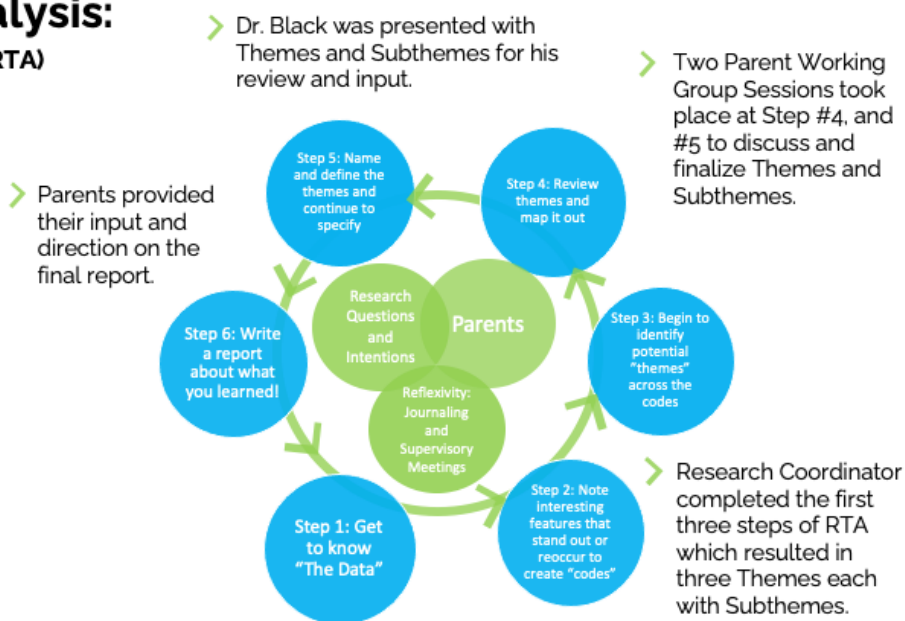 alysis:
RTA)
Dr. Black was presented with
Themes and Subthemes for his
review and input.
Two Parent Working
Group Sessions took
place at Step #4, and
#5 to discuss and
finalize Themes and
Subthemes.
Parents provided
their input and
direction on the
final report.
Step 5: Name
and define the
themes and
continue to
specify
Step 4: Review
themes and
map it out
Research
Questions
and
Intentions
Parents
Step 6: Write
a report
about what
you learned!
Step 3: Begin to
identify
potential
"themes"
across the
codes
Reflexivity:
Journaling
and
Supervisory
Meetings
Step 1: Get
to know
"The Data"
Step 2: Note
interesting
features that
stand out or
reoccur to
create "codes"
Research Coordinator
completed the first
three steps of RTA
which resulted in
three Themes each
with Subthemes.